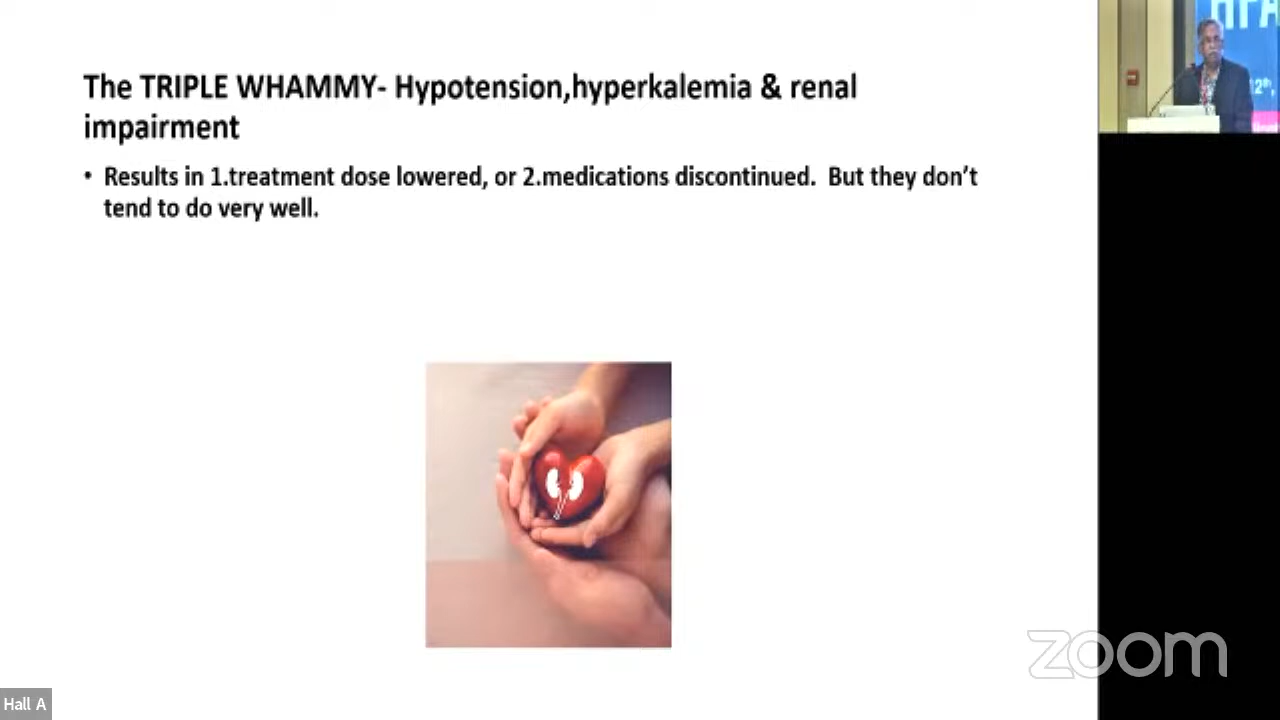 The TRIPLE WHAMMY- Hypotension,hyperkalemia & renal
impairment
• Results in 1.treatment dose lowered, or 2.medications discontinued.  But they don’t
tend to do very well.
12th,
zoom
Hall A